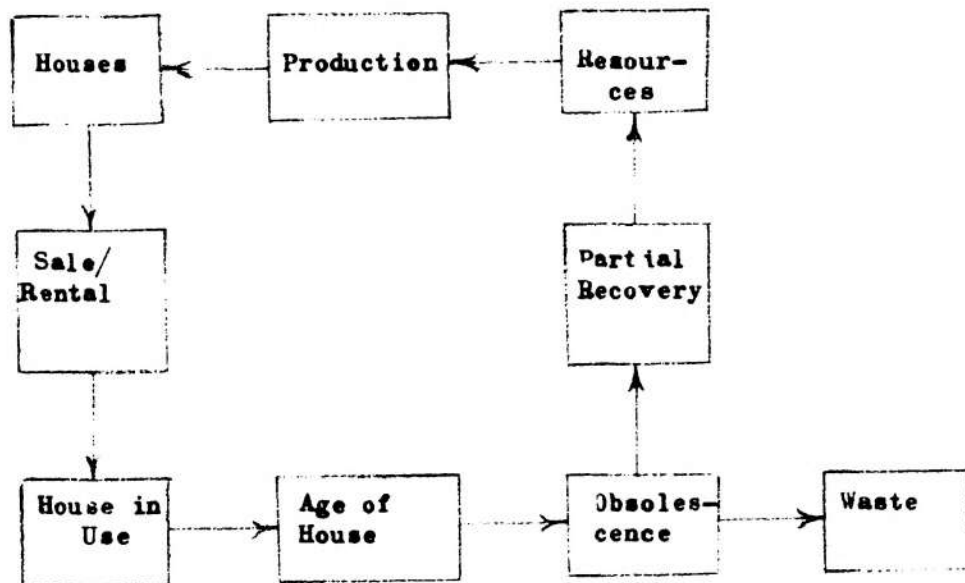 Houses
Production
Resour-
ces
Sale/
Rental
Partial
Recovery
House in
Use
Age of
House
Obsoles-
cence
Waste